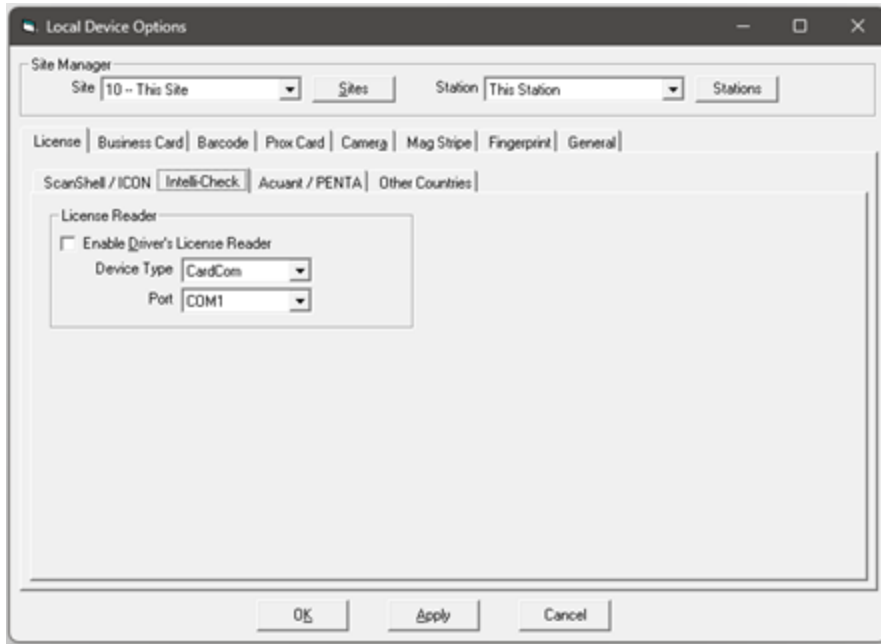 Local Device Options
Site Manager
Site 10 -- This Site Sites Station This Station Stations
License Business Card Barcode Prox Card Camera Mag Stripe Fingerprint General
ScanShell / ICON Intelli-Check Acuant / PENTA Other Countries
License Reader
Enable Driver's License Reader
Device Type CardCom
Port COM1
OK Apply Cancel